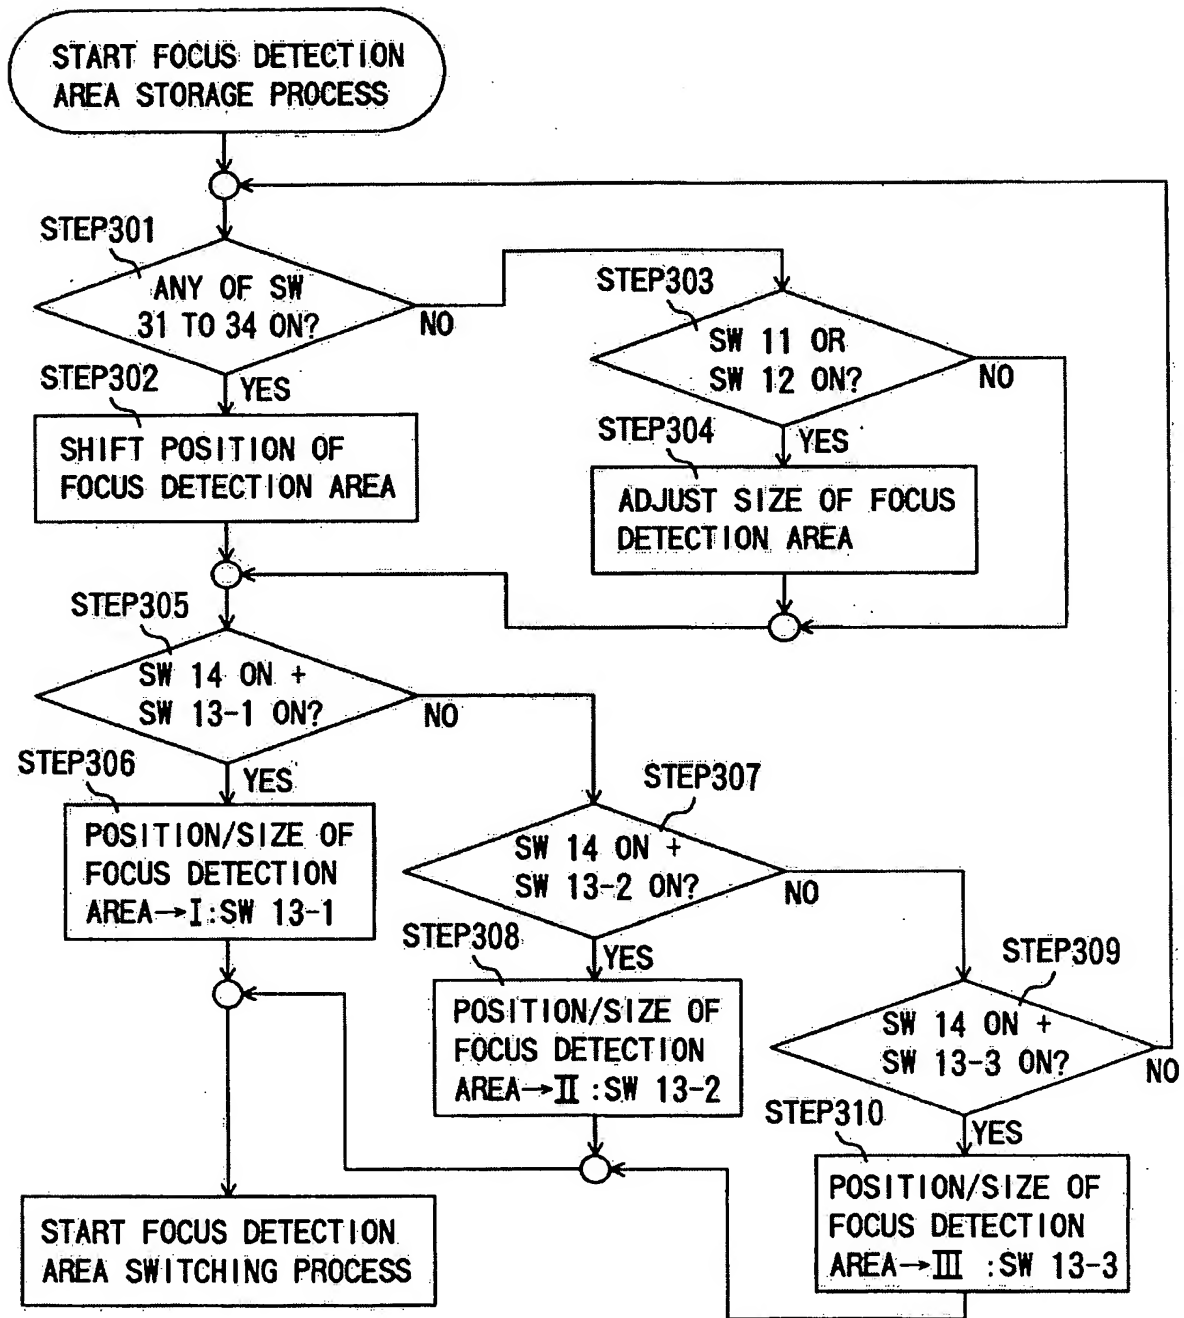 START FOCUS DETECTION
AREA STORAGE PROCESS
STEP301
ANY OF SW
31 TO 34 ON?
NO
YES
STEP302
SHIFT POSITION OF
FOCUS DETECTION AREA
STEP303
SW 11 OR
SW 12 ON?
NO
YES
STEP304
ADJUST SIZE OF FOCUS
DETECTION AREA
STEP305
SW 14 ON +
SW 13-1 ON?
NO
YES
STEP306
POSITION/SIZE OF
FOCUS DETECTION
AREA→Ⅰ:SW 13-1
STEP307
SW 14 ON +
SW 13-2 ON?
NO
YES
STEP308
POSITION/SIZE OF
FOCUS DETECTION
AREA→Ⅱ :SW 13-2
STEP309
SW 14 ON +
SW 13-3 ON?
NO
YES
STEP310
POSITION/SIZE OF
FOCUS DETECTION
AREA→Ⅲ :SW 13-3
START FOCUS DETECTION
AREA SWITCHING PROCESS